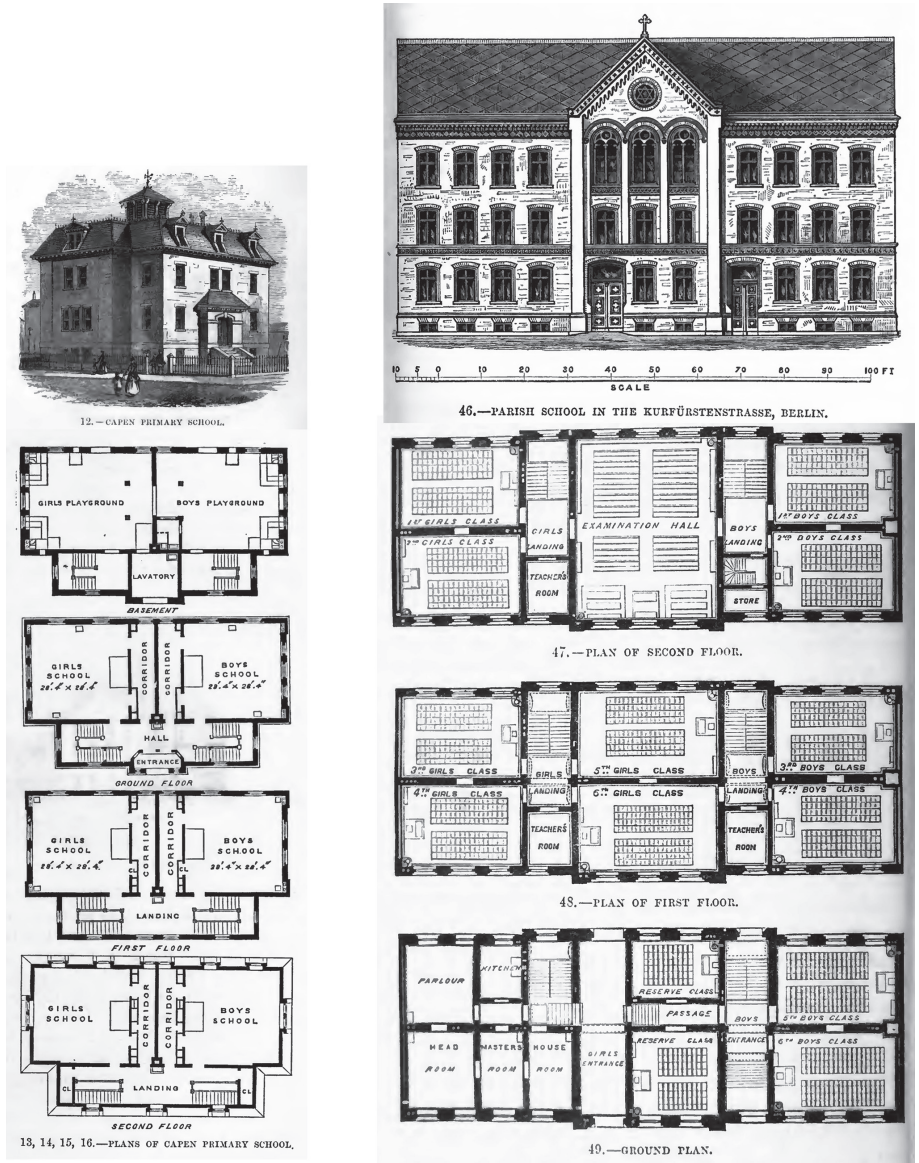 12.—CAPEN PRIMARY SCHOOL.
GIRLS PLAYGROUND
BOYS PLAYGROUND
LAVATORY
BASEMENT
GIRLS
SCHOOL
28'.4" × 28'.4"
CORRIDOR
CORRIDOR
BOYS
SCHOOL
28'.4" × 28'.4"
HALL
ENTRANCE
GROUND FLOOR
GIRLS
SCHOOL
28'.4" × 28'.4.
CORRIDOR
CL
CORRIDOR
CL
BOYS
SCHOOL
28'.4" × 28'.4"
LANDING
FIRST FLOOR
GIRLS
SCHOOL
CORRIDOR
CORRIDOR
BOYS
SCHOOL
CL
LANDING
CL
SECOND FLOOR
13, 14, 15, 16.—PLANS OF CAPEN PRIMARY SCHOOL.
10 5 0 10 20 30 40 50 60 70 80 90 100 FT
SCALE
46.—PARISH SCHOOL IN THE KURFÜRSTENSTRASSE, BERLIN.
1ST GIRLS CLASS
2ND GIRLS CLASS
GIRLS
LANDING
TEACHER'S
ROOM
EXAMINATION HALL
BOYS
LANDING
STORE
1ST BOYS CLASS
2ND BOYS CLASS
47.—PLAN OF SECOND FLOOR.
3RD GIRLS CLASS
4TH GIRLS CLASS
GIRLS
LANDING
TEACHER'S
ROOM
5TH GIRLS CLASS
6TH GIRLS CLASS
BOYS
LANDING
TEACHER'S
ROOM
3RD BOYS CLASS
4TH BOYS CLASS
48.—PLAN OF FIRST FLOOR.
PARLOUR
KITCHEN
RESERVE CLASS
PASSAGE
BOYS
ENTRANCE
5TH BOYS CLASS
HEAD
ROOM
MASTERS
ROOM
HOUSE
ROOM
GIRLS
ENTRANCE
RESERVE CLASS
6TH BOYS CLASS
49.—GROUND PLAN.